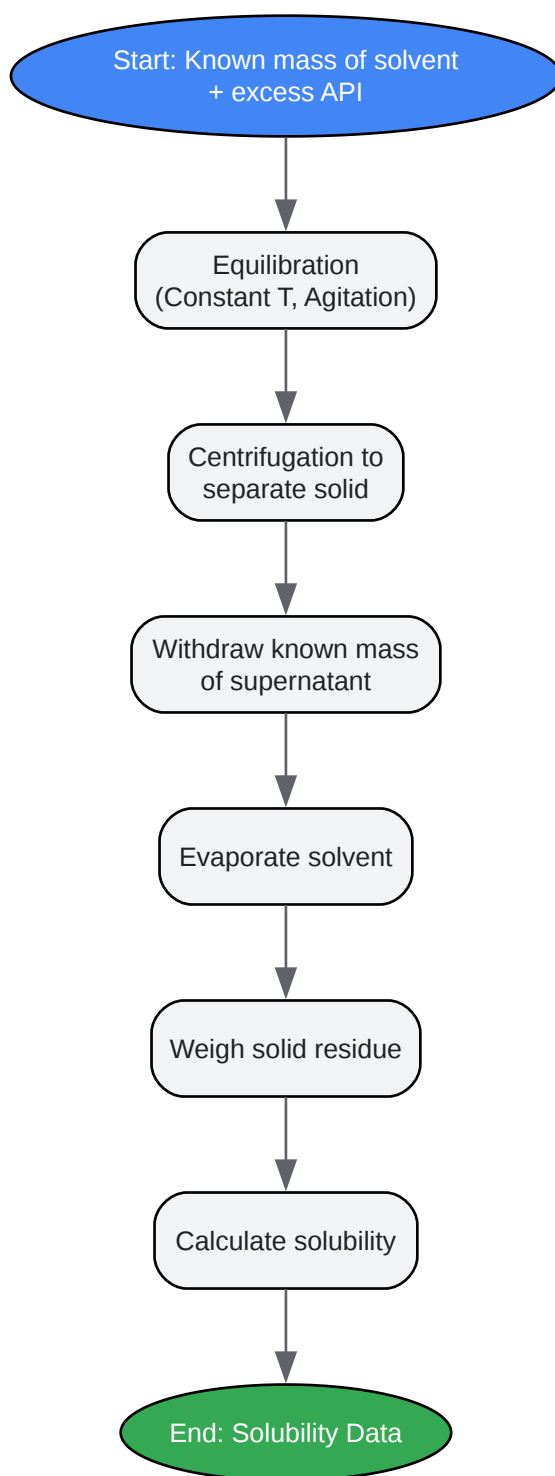 Start: Known mass of solvent
+ excess API
Equilibration
(Constant T, Agitation)
Centrifugation to
separate solid
Withdraw known mass
of supernatant
Evaporate solvent
Weigh solid residue
Calculate solubility
End: Solubility Data